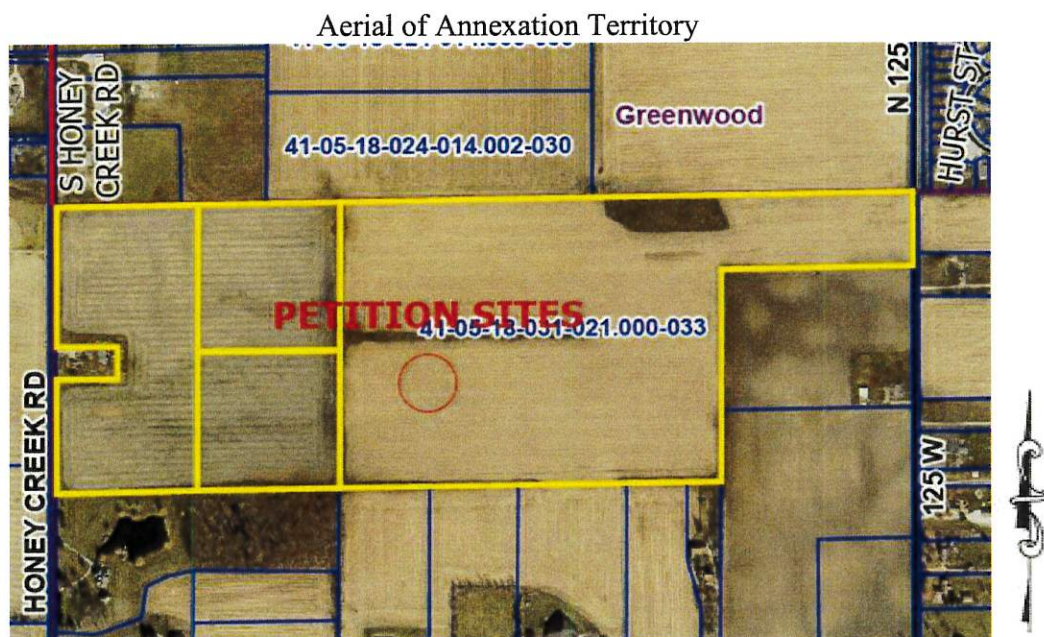 Aerial of Annexation Territory
S HONEY
CREEK RD
41-05-18-024-014.002-030
Greenwood
N 125
HURST ST
PETITION SITES
41-05-18-031-021.000-033
HONEY CREEK RD
125 W